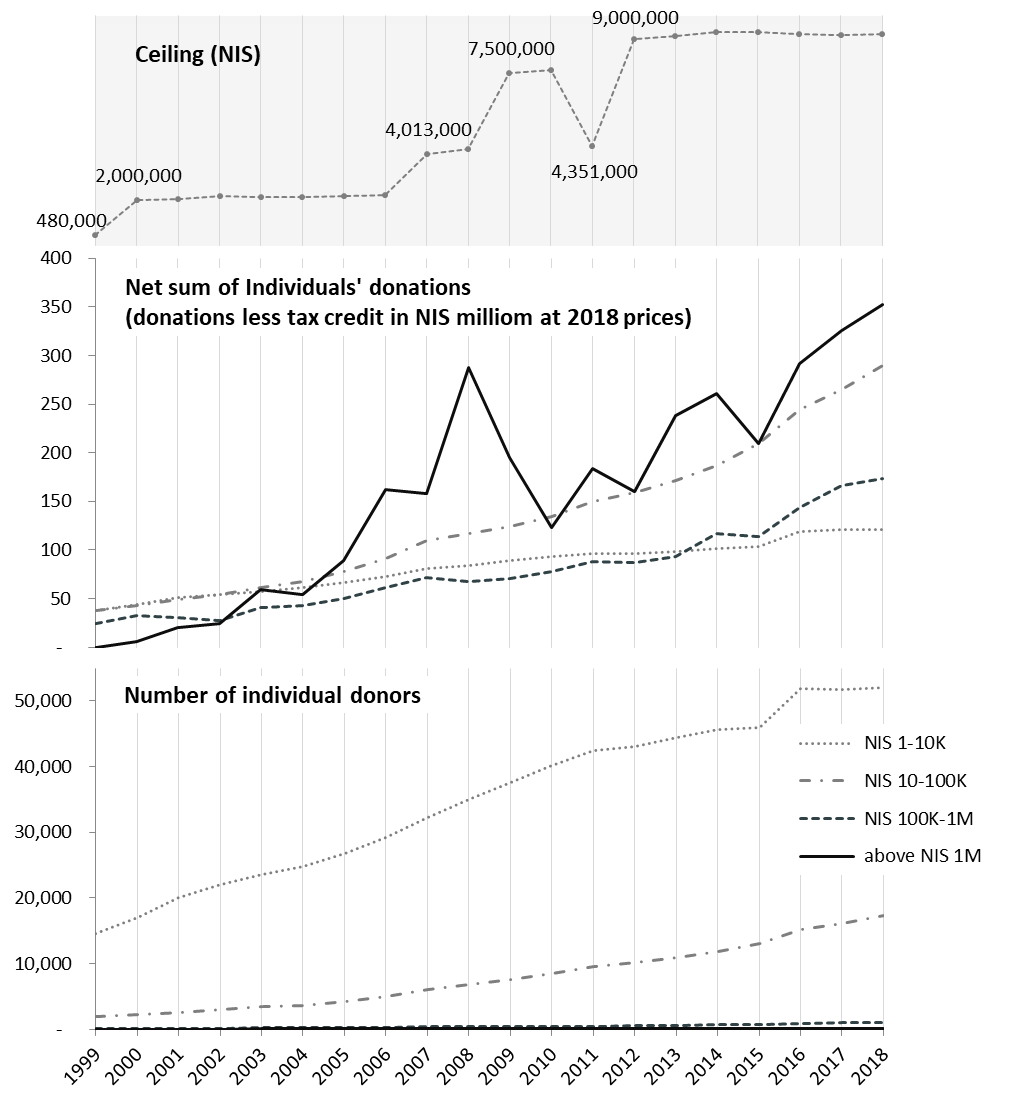 9,000,000
Ceiling (NIS)
7,500,000
4,013,000
4,351,000
2,000,000
480,000
400
Net sum of Individuals' donations
(donations less tax credit in NIS milliom at 2018 prices)
350
300
250
200
150
100
50
-
Number of individual donors
50,000
40,000
30,000
20,000
10,000
-
NIS 1-10K
NIS 10-100K
NIS 100K-1M
above NIS 1M
1999 2000 2001 2002 2003 2004 2005 2006 2007 2008 2009 2010 2011 2012 2013 2014 2015 2016 2017 2018